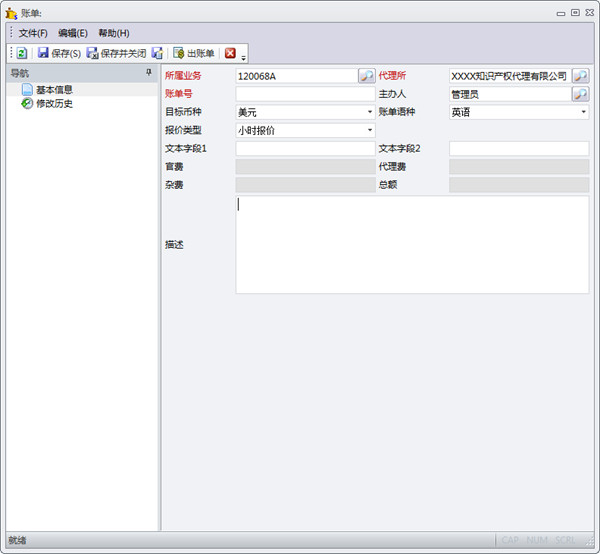 账单:
文件(F) 编辑(E) 帮助(H)
保存(S) 保存并关闭 出账单
导航
基本信息
修改历史
所属业务 120068A 代理所 XXXX知识产权代理有限公司
账单号 主办人 管理员
目标币种 美元 账单语种 英语
报价类型 小时报价
文本字段1 文本字段2
官费 代理费
杂费 总额
描述
就绪 CAP NUM SCRL